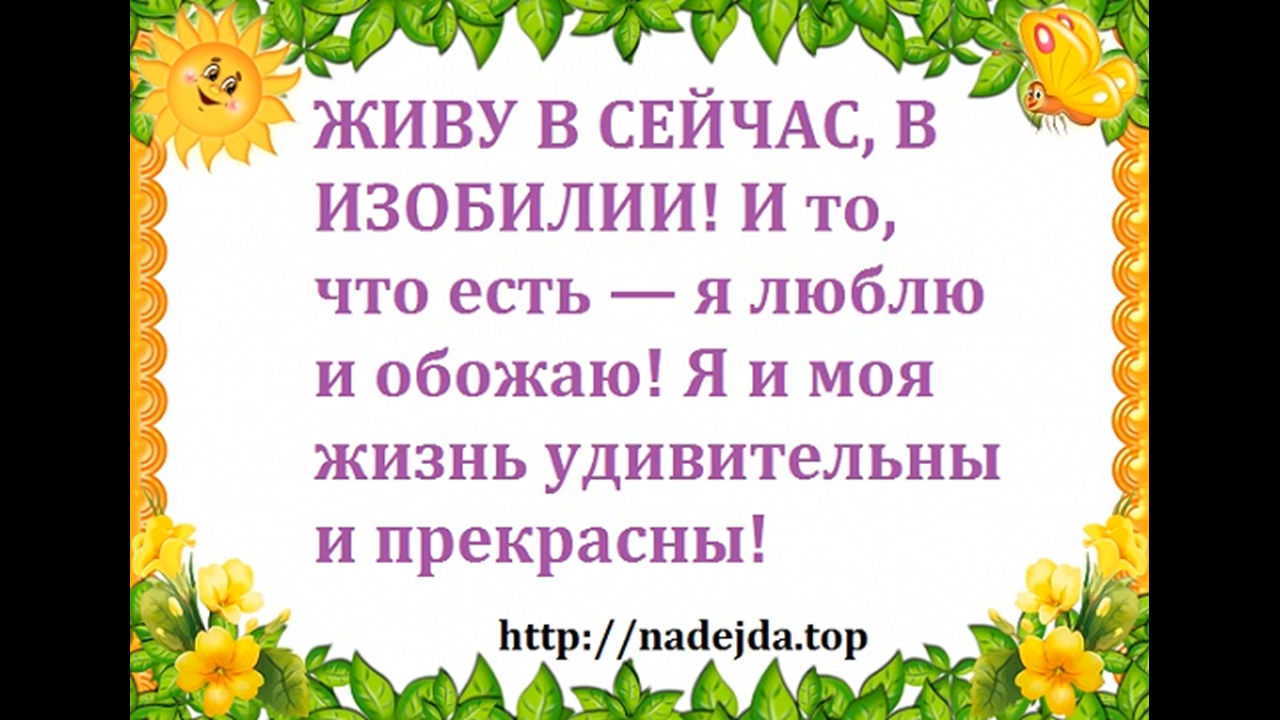 ЖИВУ В СЕЙЧАС, В
ИЗОБИЛИИ! И то,
что есть — я люблю
и обожаю! Я и моя
жизнь удивительны
и прекрасны!
http://nadejda.top